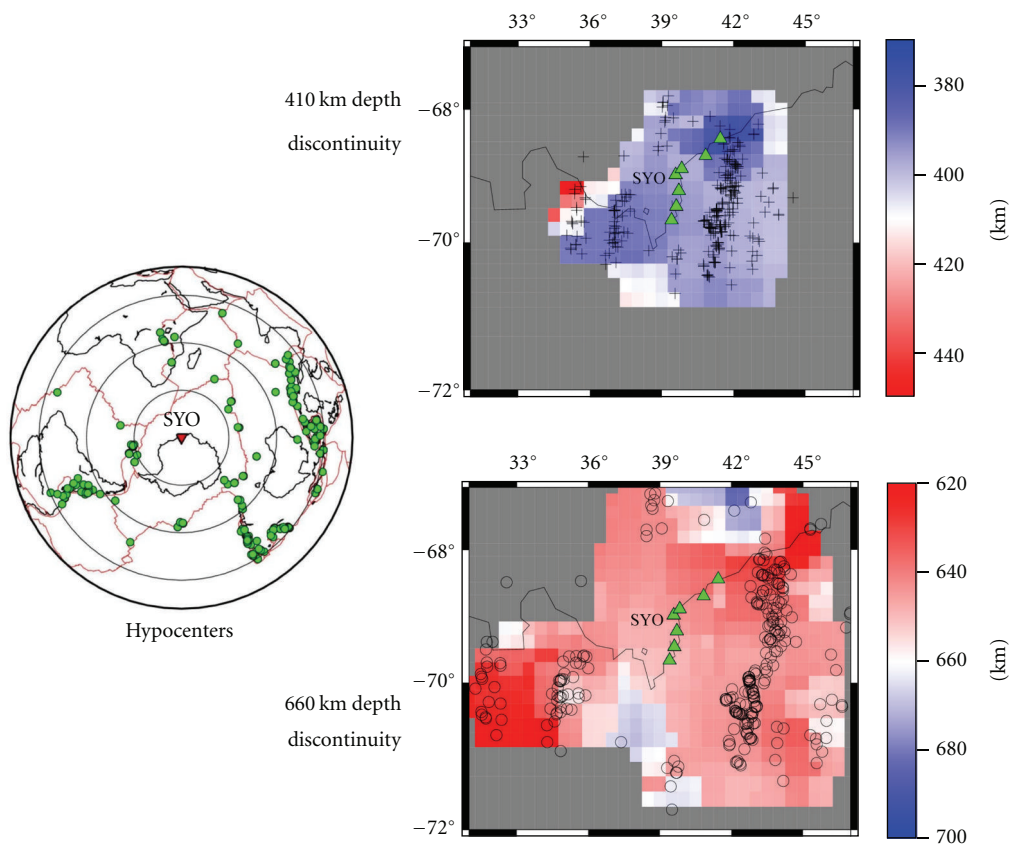 33° 36° 39° 42° 45°
410 km depth
discontinuity
−68°
−70°
−72°
SYO
380
400
420
440
(km)
SYO
Hypocenters
33° 36° 39° 42° 45°
660 km depth
discontinuity
−68°
−70°
−72°
SYO
620
640
660
680
700
(km)